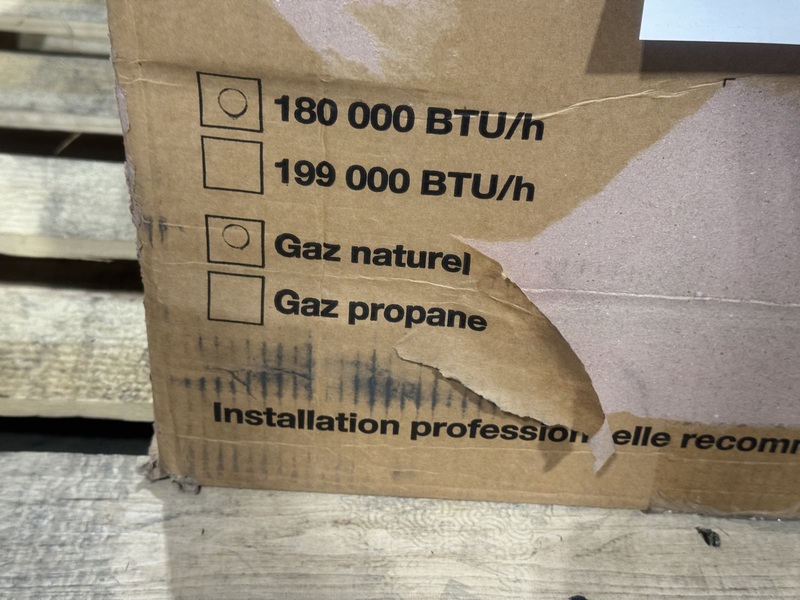 180 000 BTU/h
199 000 BTU/h
Gaz naturel
Gaz propane
Installation profession elle recomm